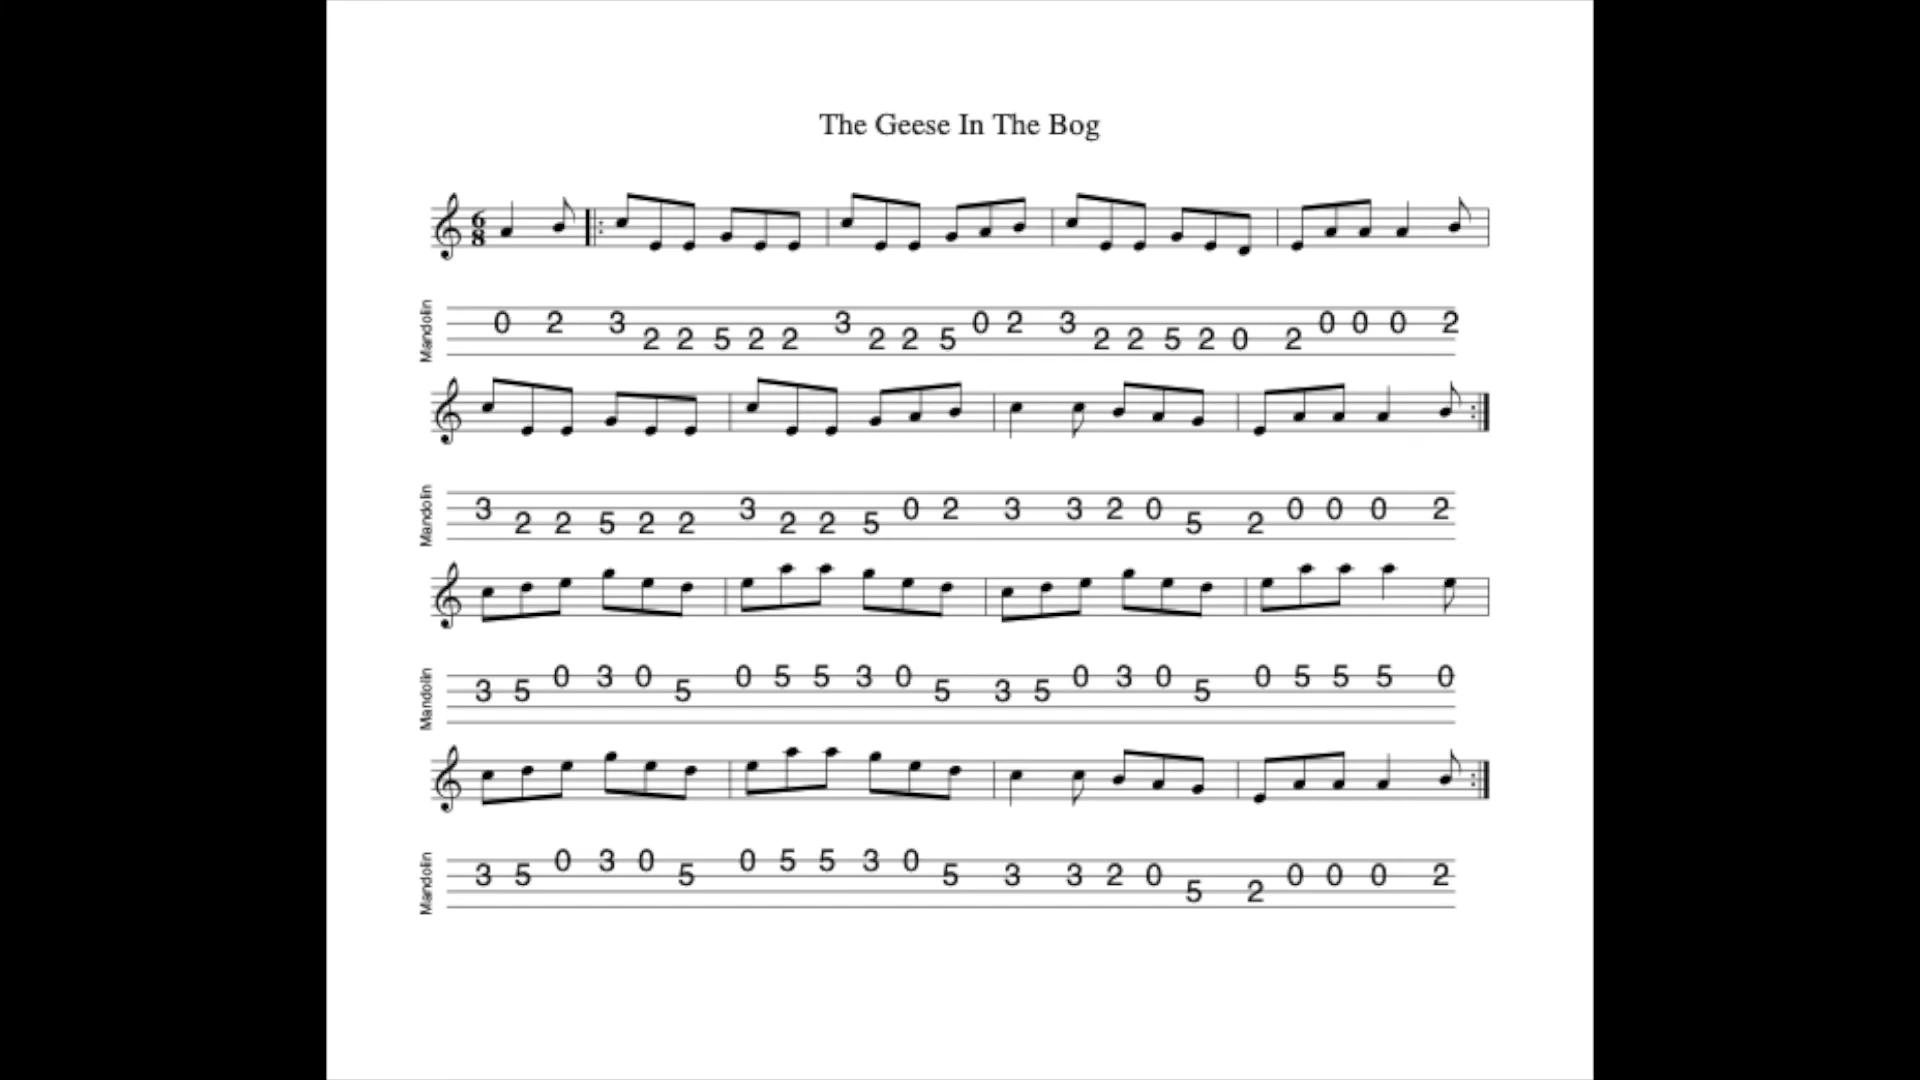 The Geese In The Bog
6
8
Mandolin 0 2 3 2 2 5 2 2 3 2 2 5 0 2 3 2 2 5 2 0 2 0 0 0 2
Mandolin 3 2 2 5 2 2 3 2 2 5 0 2 3 3 2 0 5 2 0 0 0 2
Mandolin 3 5 0 3 0 5 0 5 5 3 0 5 3 5 0 3 0 5 0 5 5 5 0
Mandolin 3 5 0 3 0 5 0 5 5 3 0 5 3 3 2 0 5 2 0 0 0 2